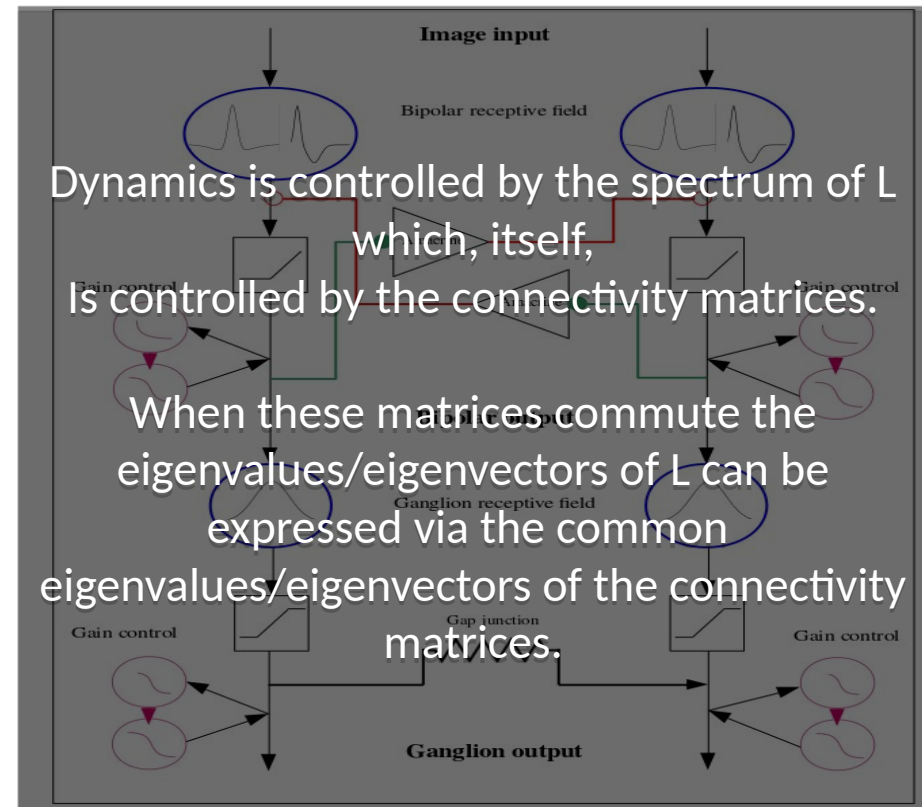 Image input
Bipolar receptive field
Dynamics is controlled by the spectrum of L
which, itself,
Is controlled by the connectivity matrices.
Gain control
Gain control
When these matrices commute the
Bipolar output
eigenvalues/eigenvectors of L can be
Ganglion receptive field
expressed via the common
eigenvalues/eigenvectors of the connectivity
Gap junction
Gain control
Gain control
matrices.
Ganglion output